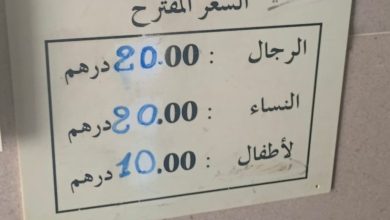 السعر المقترح
الرجال : 20.00 درهم
النساء : 20.00 درهم
لأطفال : 10.00 درهم